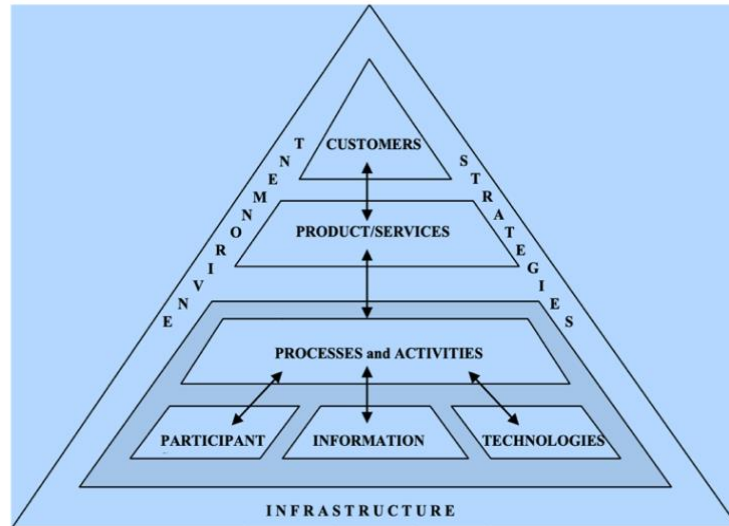 CUSTOMERS
ENVIRONMENT
STRATEGIES
PRODUCT/SERVICES
PROCESSES and ACTIVITIES
PARTICIPANT
INFORMATION
TECHNOLOGIES
INFRASTRUCTURE